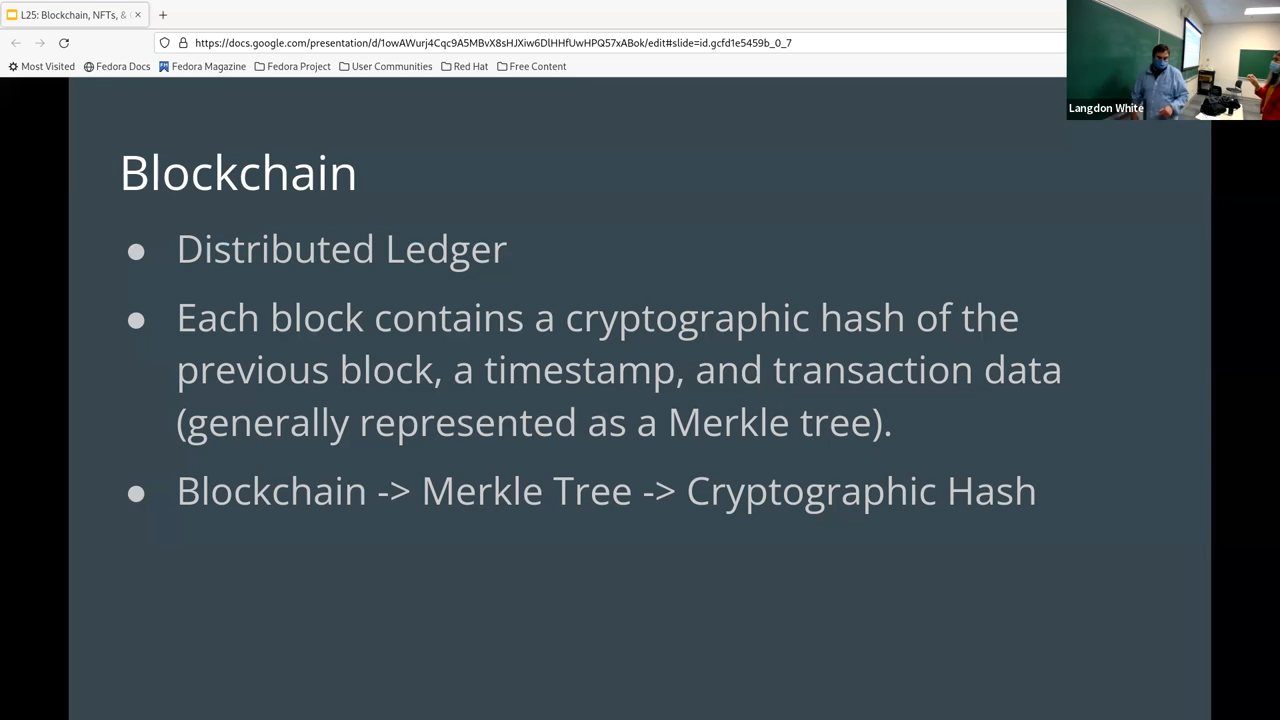 L25: Blockchain, NFTs, &
https://docs.google.com/presentation/d/1owAWurj4Cqc9A5MBvX8sHJXiw6DlHHfUwHPQ57xABok/edit#slide=id.gcfd1e5459b_0_7
Most Visited Fedora Docs Fedora Magazine Fedora Project User Communities Red Hat Free Content
Langdon White
Blockchain
● Distributed Ledger
● Each block contains a cryptographic hash of the
previous block, a timestamp, and transaction data
(generally represented as a Merkle tree).
● Blockchain -> Merkle Tree -> Cryptographic Hash